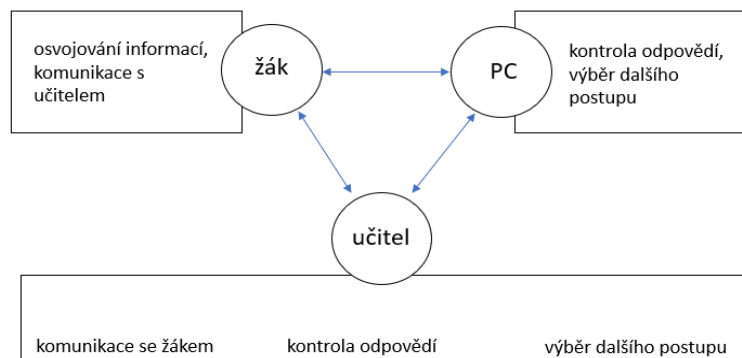 osvojování informací,
komunikace s
učitelem
žák
PC
kontrola odpovědí,
výběr dalšího
postupu
učitel
komunikace se žákem
kontrola odpovědí
výběr dalšího postupu